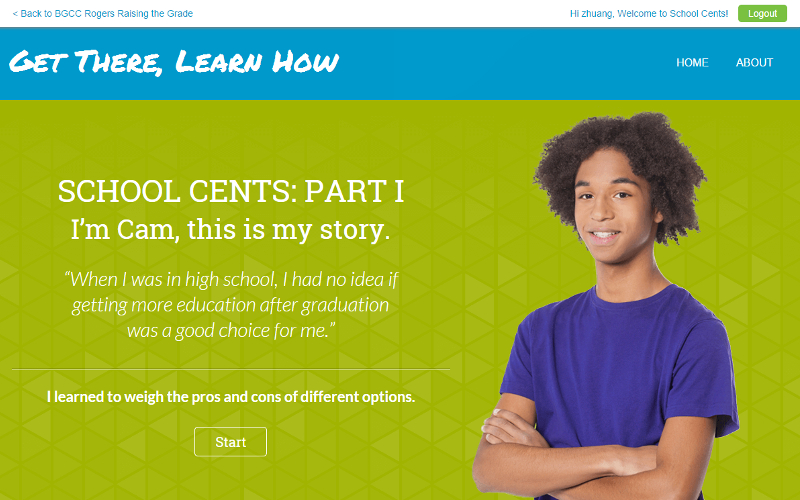 < Back to BGCC Rogers Raising the Grade
Hi zhuang, Welcome to School Cents!
Logout
Get There, Learn How
HOME
ABOUT
SCHOOL CENTS: PART I
I'm Cam, this is my story.
"When I was in high school, I had no idea if
getting more education after graduation
was a good choice for me."
I learned to weigh the pros and cons of different options.
Start